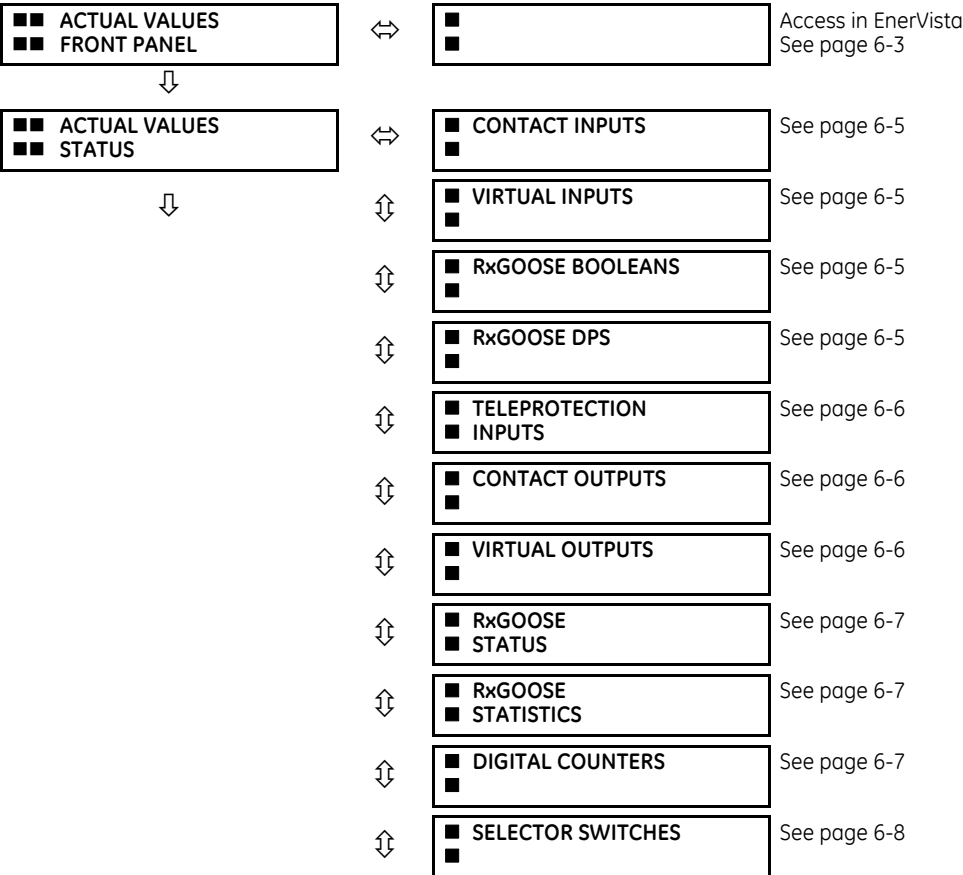 ■■ ACTUAL VALUES
■■ FRONT PANEL
■
■
Access in EnerVista
See page 6-3
■■ ACTUAL VALUES
■■ STATUS
■ CONTACT INPUTS
■
See page 6-5
■ VIRTUAL INPUTS
■
See page 6-5
■ RxGOOSE BOOLEANS
■
See page 6-5
■ RxGOOSE DPS
■
See page 6-5
■ TELEPROTECTION
■ INPUTS
See page 6-6
■ CONTACT OUTPUTS
■
See page 6-6
■ VIRTUAL OUTPUTS
■
See page 6-6
■ RxGOOSE
■ STATUS
See page 6-7
■ RxGOOSE
■ STATISTICS
See page 6-7
■ DIGITAL COUNTERS
■
See page 6-7
■ SELECTOR SWITCHES
■
See page 6-8